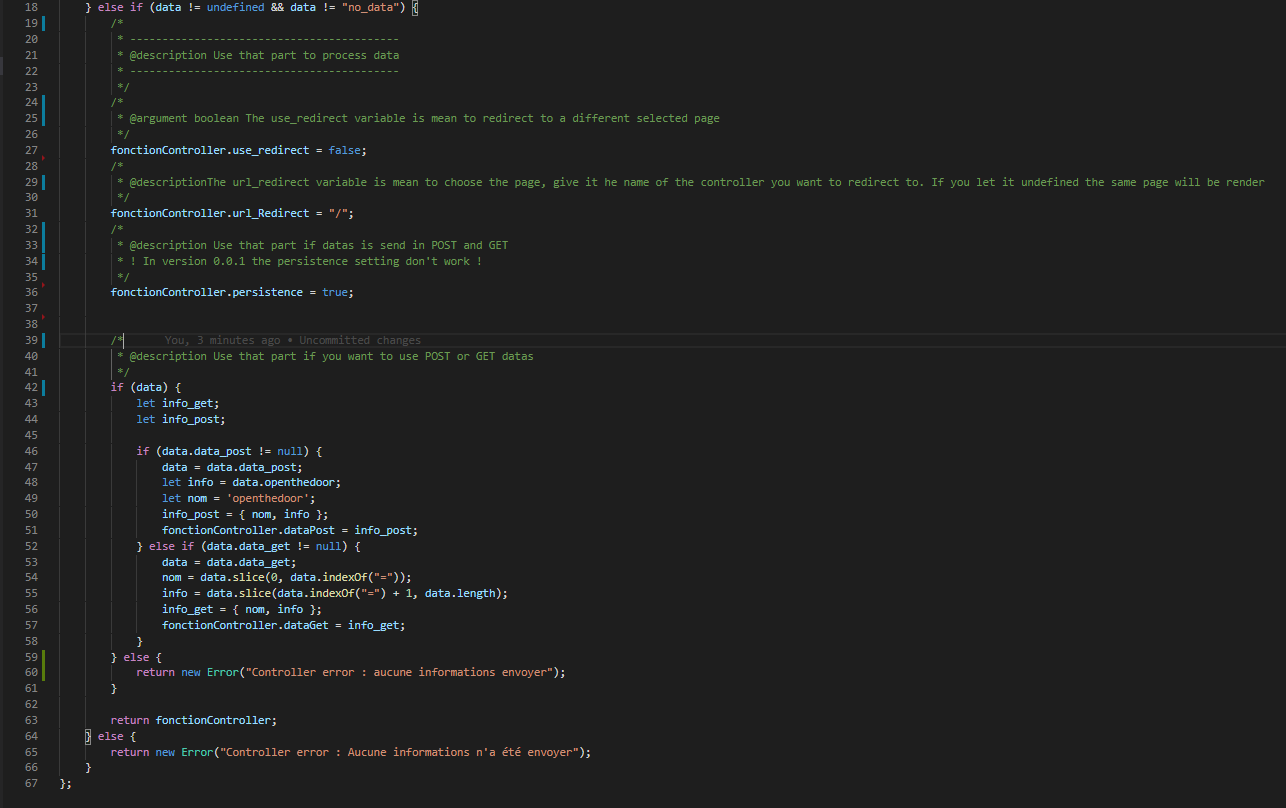 18 } else if (data != undefined && data != "no_data") {
19 /*
20 * ------------------------------------------
21 * @description Use that part to process data
22 * ------------------------------------------
23 */
24 /*
25 * @argument boolean The use_redirect variable is mean to redirect to a different selected page
26 */
27 fonctionController.use_redirect = false;
28 /*
29 * @descriptionThe url_redirect variable is mean to choose the page, give it he name of the controller you want to redirect to. If you let it undefined the same page will be render
30 */
31 fonctionController.url_Redirect = "/";
32 /*
33 * @description Use that part if datas is send in POST and GET
34 * ! In version 0.0.1 the persistence setting don't work !
35 */
36 fonctionController.persistence = true;
37
38
39 /* You, 3 minutes ago • Uncommitted changes
40 * @description Use that part if you want to use POST or GET datas
41 */
42 if (data) {
43 let info_get;
44 let info_post;
45
46 if (data.data_post != null) {
47 data = data.data_post;
48 let info = data.openthedoor;
49 let nom = 'openthedoor';
50 info_post = { nom, info };
51 fonctionController.dataPost = info_post;
52 } else if (data.data_get != null) {
53 data = data.data_get;
54 nom = data.slice(0, data.indexOf("="));
55 info = data.slice(data.indexOf("=") + 1, data.length);
56 info_get = { nom, info };
57 fonctionController.dataGet = info_get;
58 }
59 } else {
60 return new Error("Controller error : aucune informations envoyer");
61 }
62
63 return fonctionController;
64 } else {
65 return new Error("Controller error : Aucune informations n'a été envoyer");
66 }
67 };